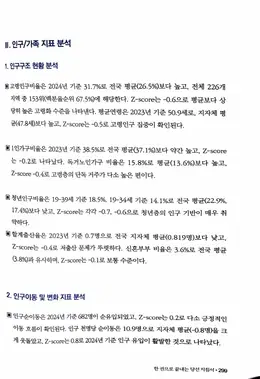 Ⅱ. 인구/가족 지표 분석
1. 인구구조 현황 분석
▣고령인구비율은 2024년 기준 31.7%로 전국 평균(26.5%)보다 높고, 전체 226개
지역 중 153위(백분율순위 67.5%)에 해당한다. Z-score는 -0.6으로 평균보다 상
당히 높은 고령화 수준을 나타낸다. 평균연령은 2023년 기준 50.9세로, 지자체 평
균(47.8세)보다 높고, Z-score는 -0.5로 고령인구 집중이 확인된다.
▣1인가구비율은 2023년 기준 38.5%로 전국(37.1%)보다 약간 높고, Z-score
는 -0.2로 나타났다. 독거노인가구 비율은 15.8%로 평균(13.6%)보다 높고,
Z-score -0.4로 고령층의 단독 거주가 다소 높은 편이다.
▣청년인구비율은 19-39세 기준 18.5%, 19-34세 기준 14.1%로 전국 평균(22.9%,
17.4%)보다 낮고, Z-score는 각각 -0.7, -0.6으로 청년층의 인구 기반이 매우 취
약하다.
▣합계출산율은 2023년 기준 0.7명으로 전국 지자체 평균(0.819명)보다 낮고,
Z-score는 -0.4로 저출산 문제가 뚜렷하다. 신혼부부 비율은 3.6%로 전국 평균
(3.8%)과 유사하며, Z-score는 -0.1로 보통 수준이다.
2. 인구이동 및 변화 지표 분석
▣인구순이동은 2024년 기준 682명이 순유입되었고, Z-score는 0.2로 다소 긍정적인
이동 흐름이 확인된다. 인구 천명당 순이동은 10.9명으로 지자체 평균(-0.8명)을 크
게 웃돌았고, Z-score는 0.8로 2024년 기준 인구 유입이 활발한 것으로 나타났다.
한 권으로 끝내는 당선 지침서 • 299